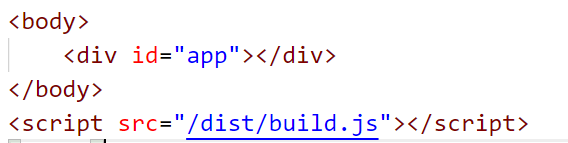 <body>
<div id="app"></div>
</body>
<script src="/dist/build.js"></script>